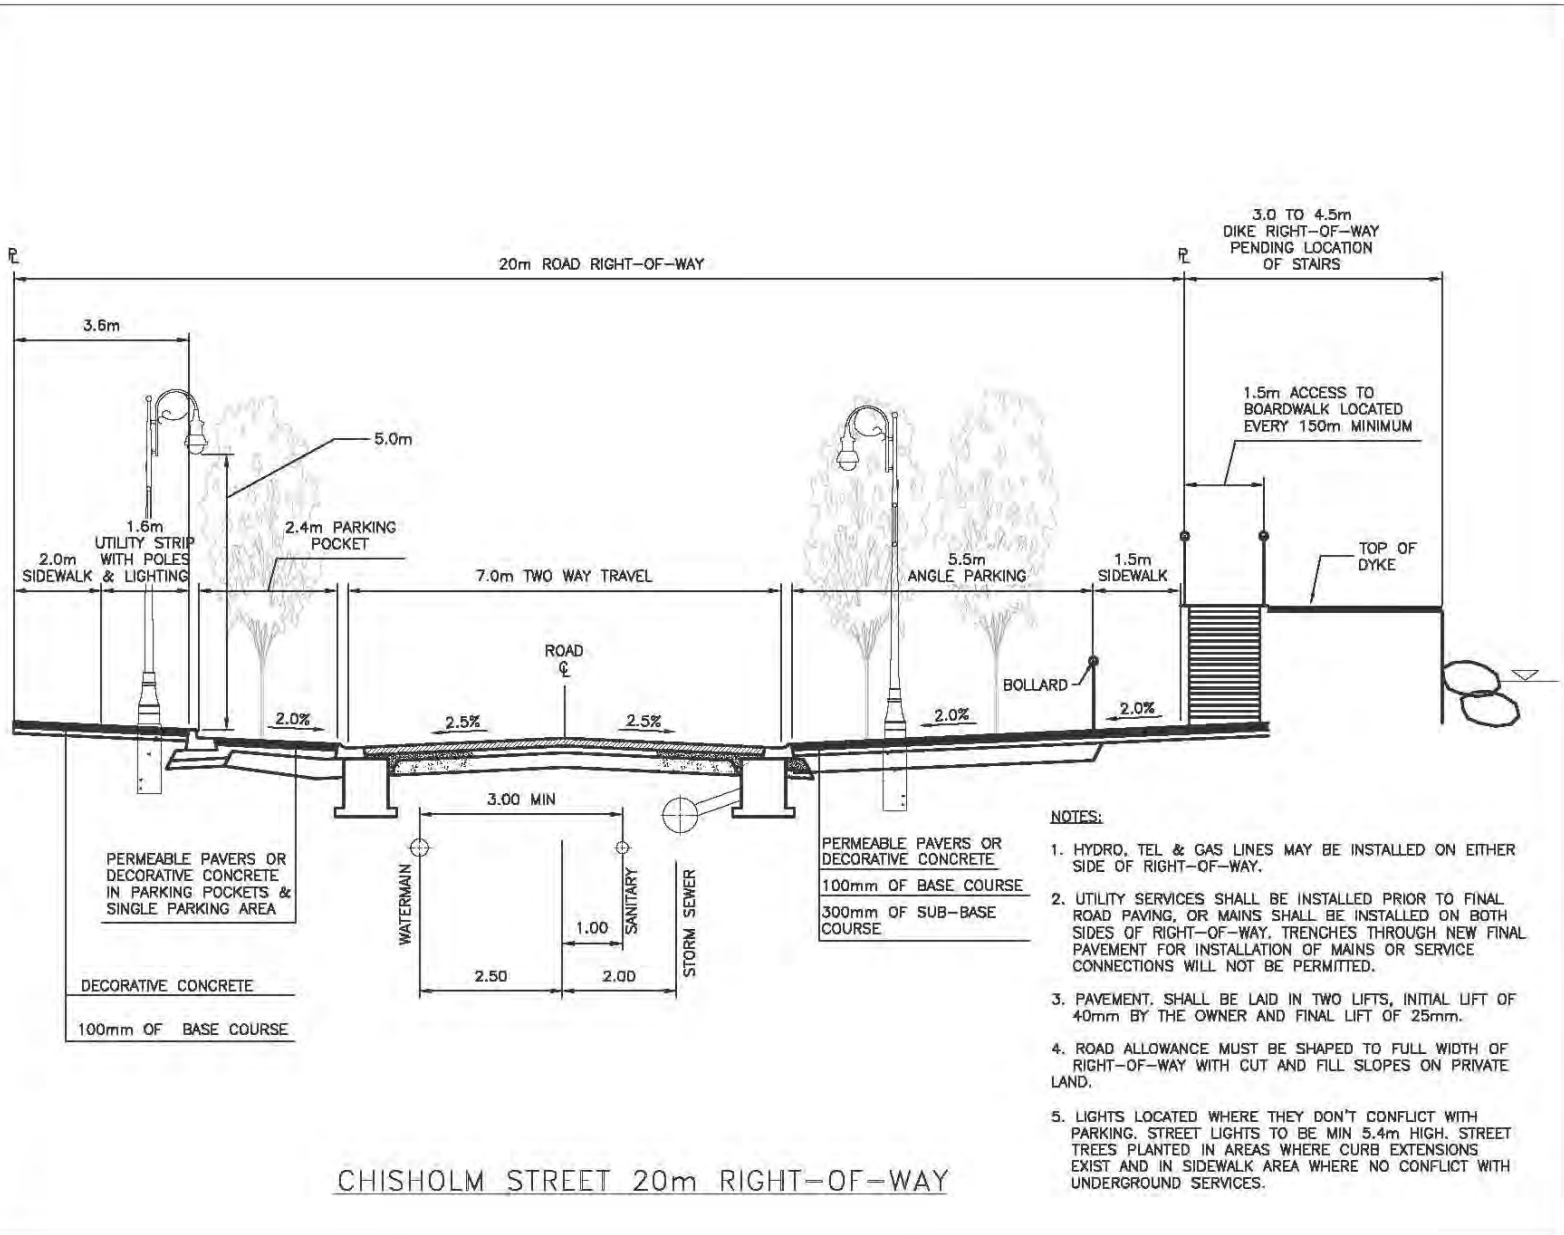 3.0 TO 4.5m
DIKE RIGHT-OF-WAY
PENDING LOCATION
OF STAIRS
℄
20m ROAD RIGHT-OF-WAY
℄
3.6m
1.5m ACCESS TO
BOARDWALK LOCATED
EVERY 150m MINIMUM
5.0m
1.6m
UTILITY STRIP
WITH POLES
& LIGHTING
2.0m
SIDEWALK
2.4m PARKING
POCKET
7.0m TWO WAY TRAVEL
5.5m
ANGLE PARKING
1.5m
SIDEWALK
TOP OF
DYKE
ROAD
℄
BOLLARD
2.0%
2.5%
2.5%
2.0%
2.0%
3.00 MIN
WATERMAIN
SANITARY
STORM SEWER
1.00
2.50
2.00
PERMEABLE PAVERS OR
DECORATIVE CONCRETE
IN PARKING POCKETS &
SINGLE PARKING AREA
DECORATIVE CONCRETE
100mm OF BASE COURSE
PERMEABLE PAVERS OR
DECORATIVE CONCRETE
100mm OF BASE COURSE
300mm OF SUB-BASE
COURSE
NOTES:
1. HYDRO, TEL & GAS LINES MAY BE INSTALLED ON EITHER
SIDE OF RIGHT-OF-WAY.
2. UTILITY SERVICES SHALL BE INSTALLED PRIOR TO FINAL
ROAD PAVING, OR MAINS SHALL BE INSTALLED ON BOTH
SIDES OF RIGHT-OF-WAY. TRENCHES THROUGH NEW FINAL
PAVEMENT FOR INSTALLATION OF MAINS OR SERVICE
CONNECTIONS WILL NOT BE PERMITTED.
3. PAVEMENT. SHALL BE LAID IN TWO LIFTS, INITIAL LIFT OF
40mm BY THE OWNER AND FINAL LIFT OF 25mm.
4. ROAD ALLOWANCE MUST BE SHAPED TO FULL WIDTH OF
RIGHT-OF-WAY WITH CUT AND FILL SLOPES ON PRIVATE
LAND.
5. LIGHTS LOCATED WHERE THEY DON'T CONFLICT WITH
PARKING. STREET LIGHTS TO BE MIN 5.4m HIGH. STREET
TREES PLANTED IN AREAS WHERE CURB EXTENSIONS
EXIST AND IN SIDEWALK AREA WHERE NO CONFLICT WITH
UNDERGROUND SERVICES.
CHISHOLM STREET 20m RIGHT-OF-WAY